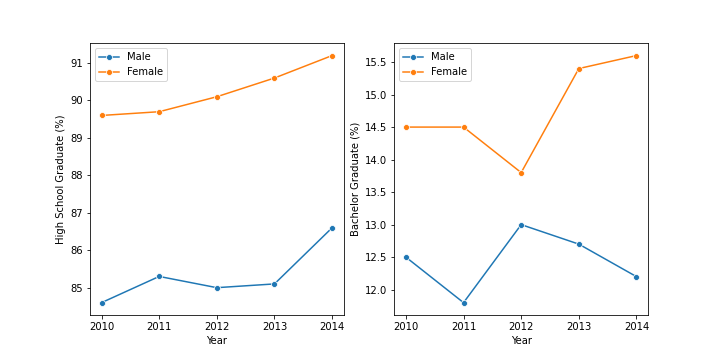 High School Graduate (%)
91
90
89
88
87
86
85
Male
Female
2010 2011 2012 2013 2014
Year
Bachelor Graduate (%)
15.5
15.0
14.5
14.0
13.5
13.0
12.5
12.0
Male
Female
2010 2011 2012 2013 2014
Year